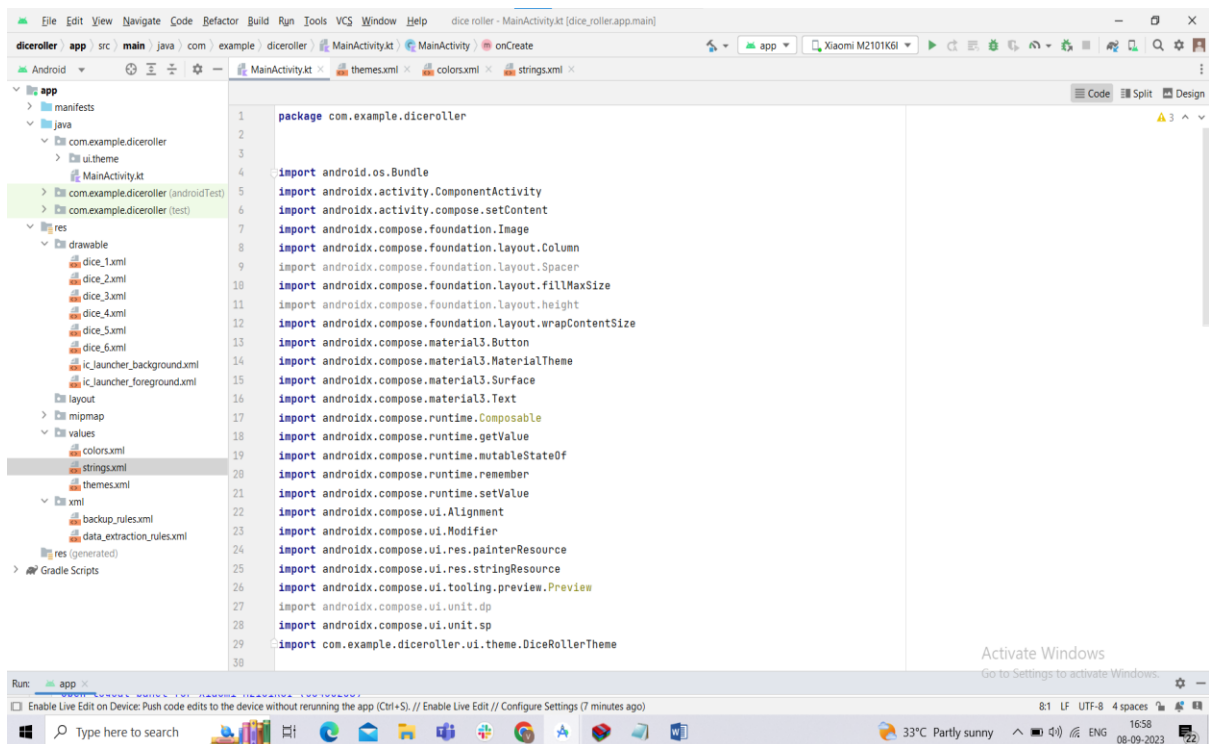 File Edit View Navigate Code Refactor Build Run Tools VCS Window Help dice roller - MainActivity.kt [dice_roller.app.main]
diceroller app src main java com example diceroller MainActivity.kt MainActivity onCreate app Xiaomi M2101K6I
Android MainActivity.kt themes.xml colors.xml strings.xml
Code Split Design
app
manifests
java
com.example.diceroller
ui.theme
MainActivity.kt
com.example.diceroller (androidTest)
com.example.diceroller (test)
res
drawable
dice_1.xml
dice_2.xml
dice_3.xml
dice_4.xml
dice_5.xml
dice_6.xml
ic_launcher_background.xml
ic_launcher_foreground.xml
layout
mipmap
values
colors.xml
strings.xml
themes.xml
xml
backup_rules.xml
data_extraction_rules.xml
res (generated)
Gradle Scripts
1 package com.example.diceroller
2
3
4 import android.os.Bundle
5 import androidx.activity.ComponentActivity
6 import androidx.activity.compose.setContent
7 import androidx.compose.foundation.Image
8 import androidx.compose.foundation.layout.Column
9 import androidx.compose.foundation.layout.Spacer
10 import androidx.compose.foundation.layout.fillMaxSize
11 import androidx.compose.foundation.layout.height
12 import androidx.compose.foundation.layout.wrapContentSize
13 import androidx.compose.material3.Button
14 import androidx.compose.material3.MaterialTheme
15 import androidx.compose.material3.Surface
16 import androidx.compose.material3.Text
17 import androidx.compose.runtime.Composable
18 import androidx.compose.runtime.getValue
19 import androidx.compose.runtime.mutableStateOf
20 import androidx.compose.runtime.remember
21 import androidx.compose.runtime.setValue
22 import androidx.compose.ui.Alignment
23 import androidx.compose.ui.Modifier
24 import androidx.compose.ui.res.painterResource
25 import androidx.compose.ui.res.stringResource
26 import androidx.compose.ui.tooling.preview.Preview
27 import androidx.compose.ui.unit.dp
28 import androidx.compose.ui.unit.sp
29 import com.example.diceroller.ui.theme.DiceRollerTheme
30
3
Activate Windows
Go to Settings to activate Windows.
Run: app
Enable Live Edit on Device: Push code edits to the device without rerunning the app (Ctrl+S). // Enable Live Edit // Configure Settings (7 minutes ago) 8:1 LF UTF-8 4 spaces
Type here to search 33°C Partly sunny ENG 16:58
08-09-2023 22